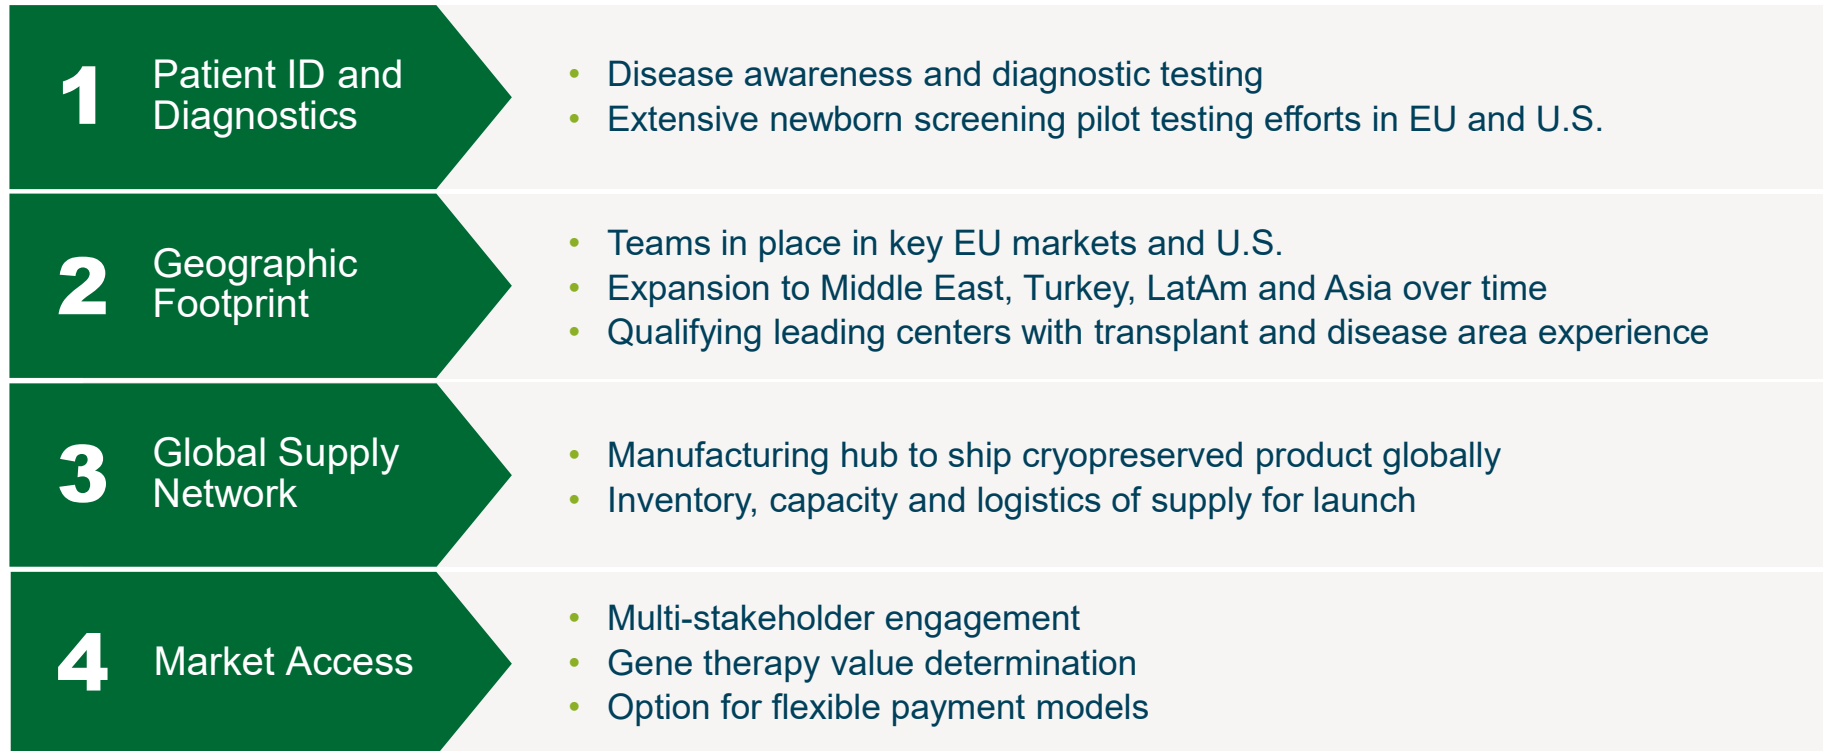 1
Patient ID and
Diagnostics
• Disease awareness and diagnostic testing
• Extensive newborn screening pilot testing efforts in EU and U.S.
2
Geographic
Footprint
• Teams in place in key EU markets and U.S.
• Expansion to Middle East, Turkey, LatAm and Asia over time
• Qualifying leading centers with transplant and disease area experience
3
Global Supply
Network
• Manufacturing hub to ship cryopreserved product globally
• Inventory, capacity and logistics of supply for launch
4
Market Access
• Multi-stakeholder engagement
• Gene therapy value determination
• Option for flexible payment models